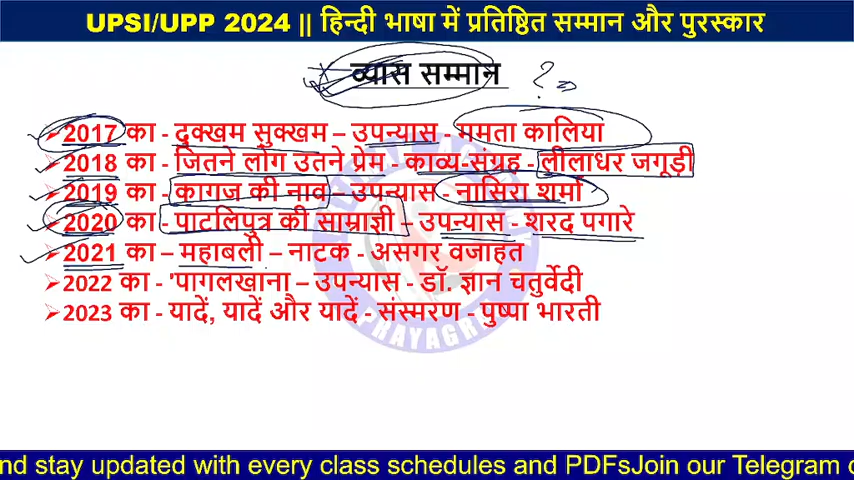 UPSI/UPP 2024 || हिन्दी भाषा में प्रतिष्ठित सम्मान और पुरस्कार
व्यास सम्मान ?
2017 का - दुक्खम सुक्खम – उपन्यास - ममता कालिया
2018 का - जितने लोग उतने प्रेम - काव्य-संग्रह - लीलाधर जगूड़ी
2019 का - कागज की नाव – उपन्यास - नासिरा शर्मा
2020 का - पाटलिपुत्र की साम्राज्ञी – उपन्यास - शरद पगारे
2021 का – महाबली – नाटक - असगर वजाहत
2022 का - 'पागलखाना – उपन्यास - डॉ. ज्ञान चतुर्वेदी
2023 का - यादें, यादें और यादें - संस्मरण - पुष्पा भारती
PRAYAGRAJ
nd stay updated with every class schedules and PDFsJoin our Telegram c